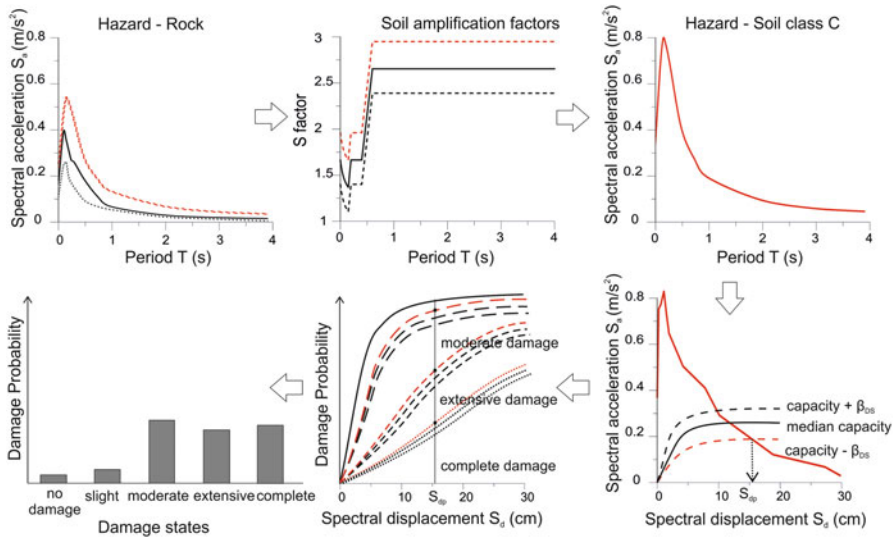 Hazard - Rock
Spectral acceleration Sa (m/s²)
0.8
0.6
0.4
0.2
0
0 1 2 3 4
Period T (s)
Soil amplification factors
S factor
3
2.5
2
1.5
1
0 1 2 3 4
Period T (s)
Hazard - Soil class C
Spectral acceleration Sa (m/s²)
0.8
0.6
0.4
0.2
0
0 1 2 3 4
Period T (s)
Damage Probability
no damage
slight
moderate
extensive
complete
Damage states
Damage Probability
moderate damage
extensive damage
complete damage
0 10 Sdp 20 30
Spectral displacement Sd (cm)
Spectral acceleration Sa (m/s²)
0.8
0.6
0.4
0.2
0
capacity + βDS
median capacity
capacity - βDS
Sdp
0 10 20 30
Spectral displacement Sd (cm)